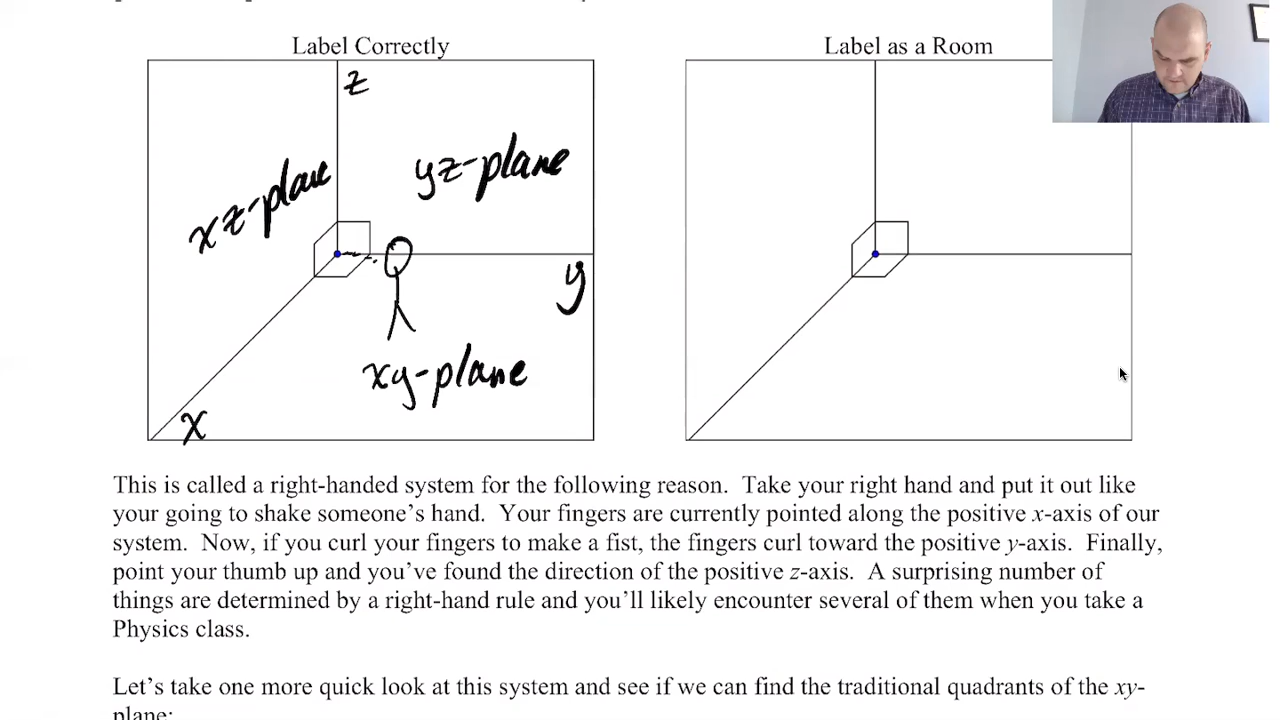 Label Correctly
Label as a Room
z
xz-plane
yz-plane
y
xy-plane
x
This is called a right-handed system for the following reason.  Take your right hand and put it out like
your going to shake someone's hand.  Your fingers are currently pointed along the positive x-axis of our
system.  Now, if you curl your fingers to make a fist, the fingers curl toward the positive y-axis.  Finally,
point your thumb up and you've found the direction of the positive z-axis.  A surprising number of
things are determined by a right-hand rule and you'll likely encounter several of them when you take a
Physics class.
Let's take one more quick look at this system and see if we can find the traditional quadrants of the xy-
plane: